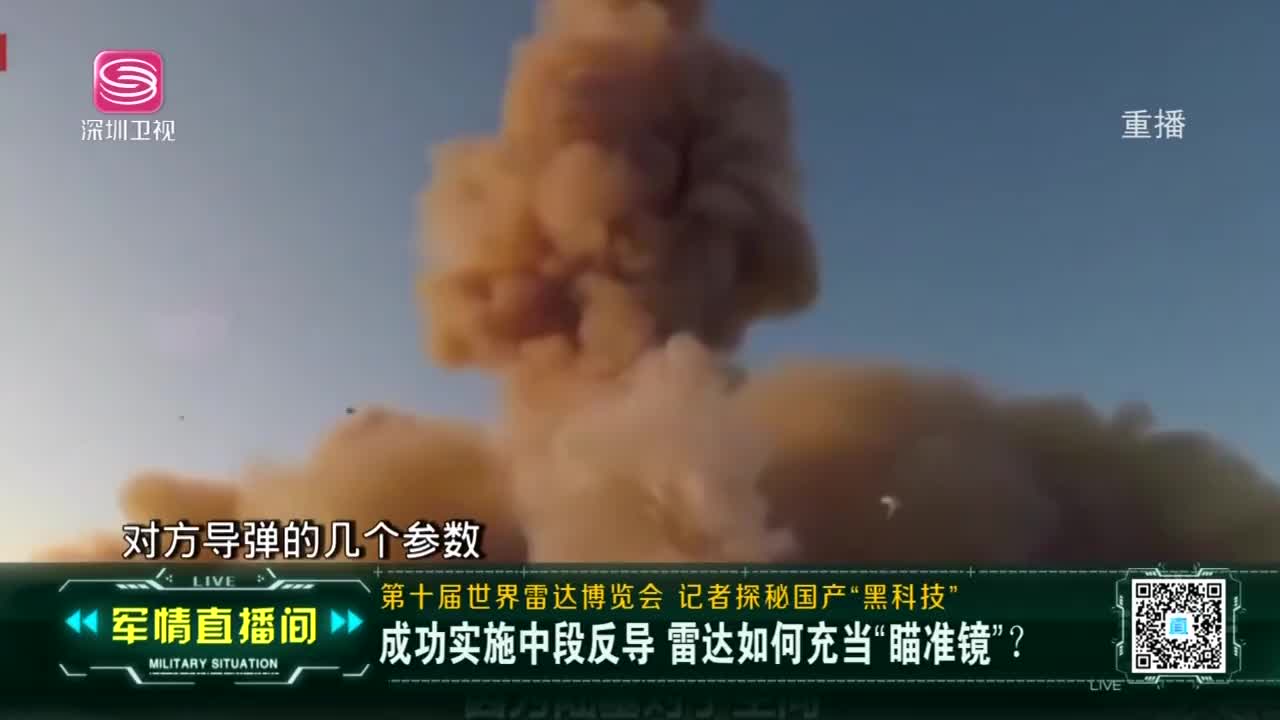 深圳卫视
重播
对方导弹的几个参数
LIVE
军情直播间
MILITARY SITUATION
第十届世界雷达博览会 记者探秘国产“黑科技”
成功实施中段反导 雷达如何充当“瞄准镜”？
直
LIVE